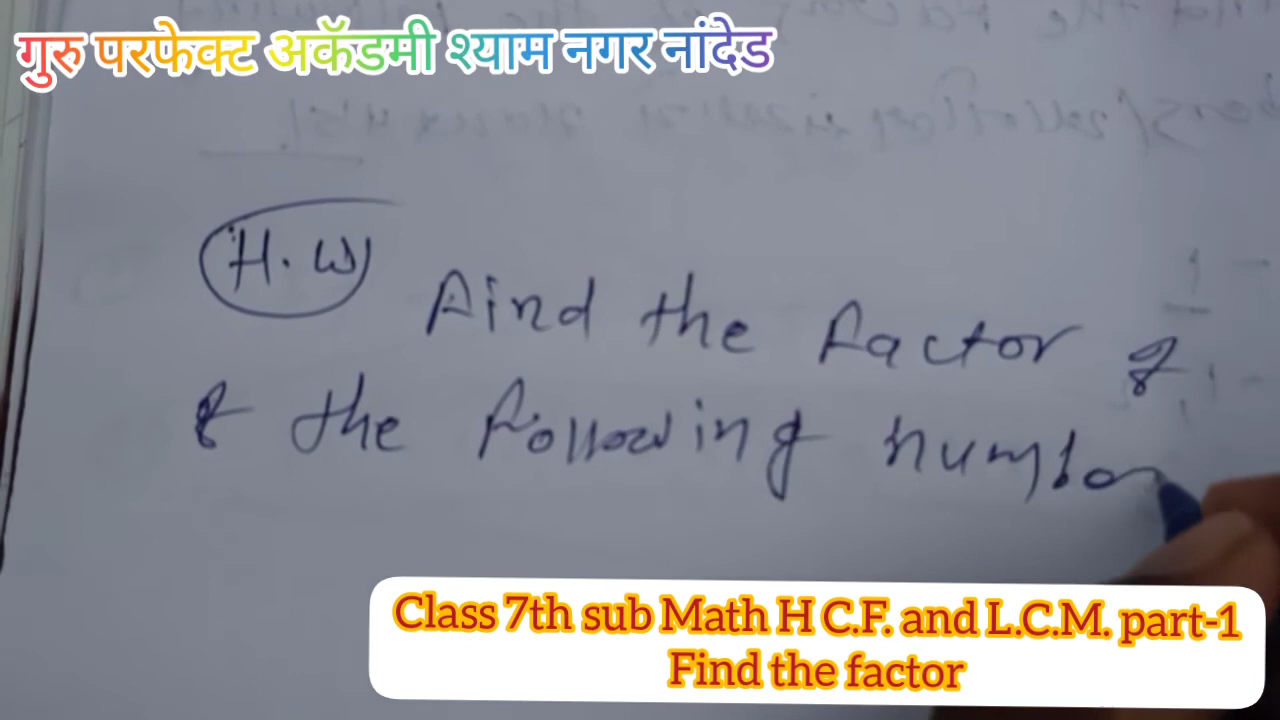 गुरु परफेक्ट अकॅडमी श्याम नगर नांदेड
H.W
Find the factor of
of the following number
Class 7th sub Math H C.F. and L.C.M. part-1
Find the factor